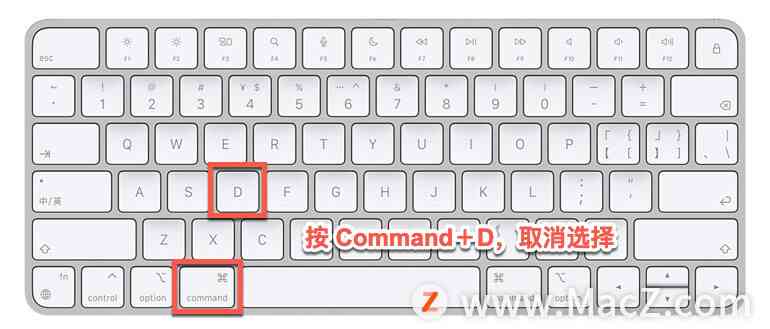 esc F1 F2 F3 F4 F5 F6 F7 F8 F9 F10 F11 F12
~ · ! 1 @ 2 # 3 ¥ $ 4 % 5 …… ^ 6 & 7 * 8 ( 9 ) 0 — - + =
Q W E R T Y U I O P 「 { 【 [ 」 } 】 ] | 、 \
中/英 A S D F G H J K L : ; " '
Z X C
按 Command+D，取消选择
fn control option command ⌘ ⌘ option
Z www.MacZ.com